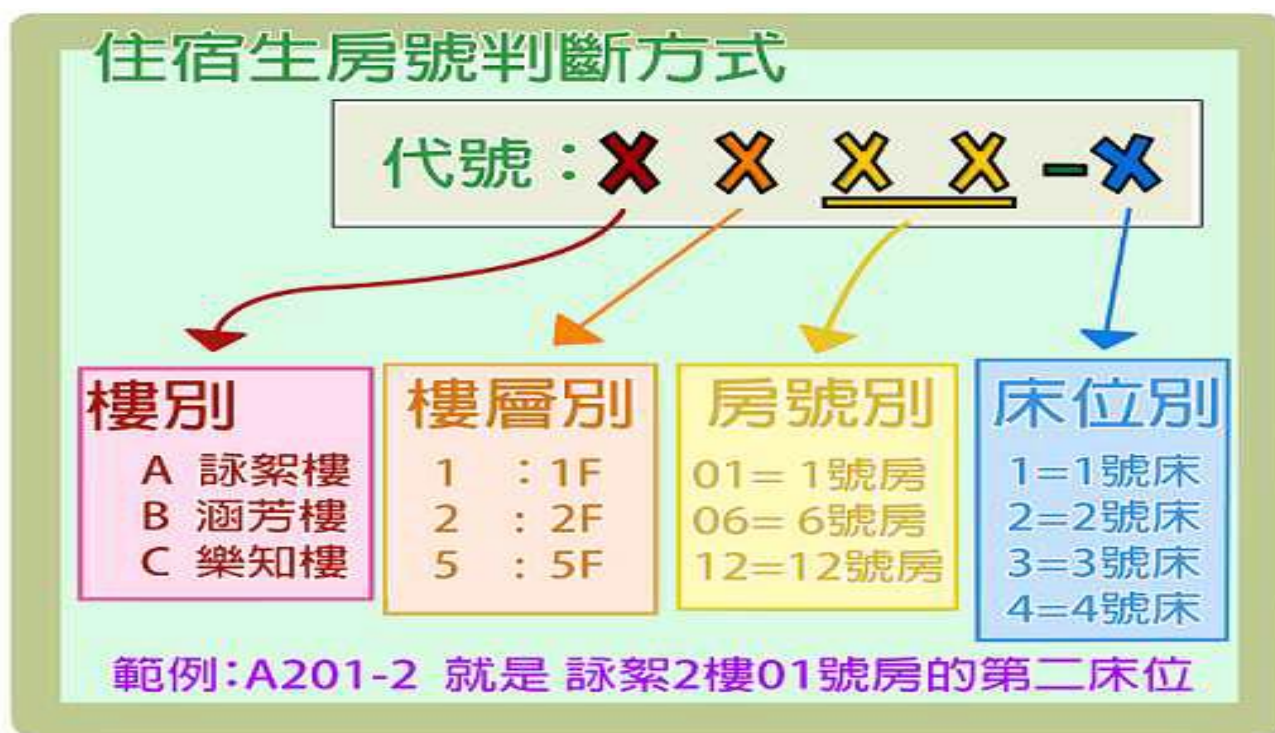 住宿生房號判斷方式
代號：X X X X -X
樓別
A 詠絮樓
B 涵芳樓
C 樂知樓
樓層別
1 : 1F
2 : 2F
5 : 5F
房號別
01= 1號房
06= 6號房
12=12號房
床位別
1=1號床
2=2號床
3=3號床
4=4號床
範例:A201-2 就是 詠絮2樓01號房的第二床位